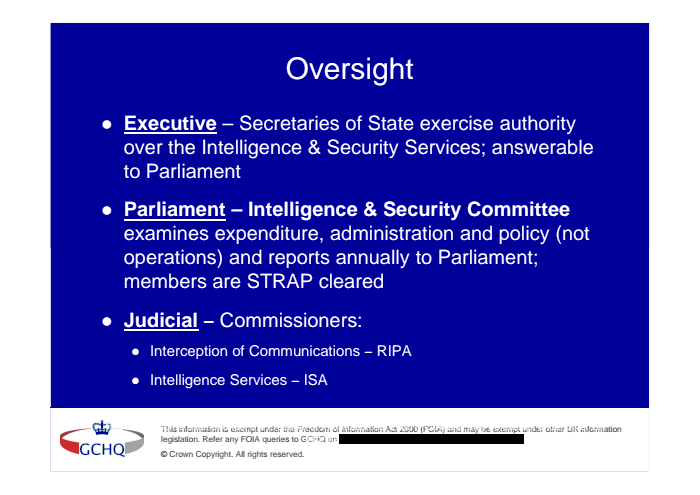 Oversight
● Executive – Secretaries of State exercise authority
over the Intelligence & Security Services; answerable
to Parliament
● Parliament – Intelligence & Security Committee
examines expenditure, administration and policy (not
operations) and reports annually to Parliament;
members are STRAP cleared
● Judicial – Commissioners:
● Interception of Communications – RIPA
● Intelligence Services – ISA
GCHQ
This information is exempt under the Freedom of Information Act 2000 (FOIA) and may be exempt under other UK information
legislation. Refer any FOIA queries to GCHQ on
© Crown Copyright. All rights reserved.